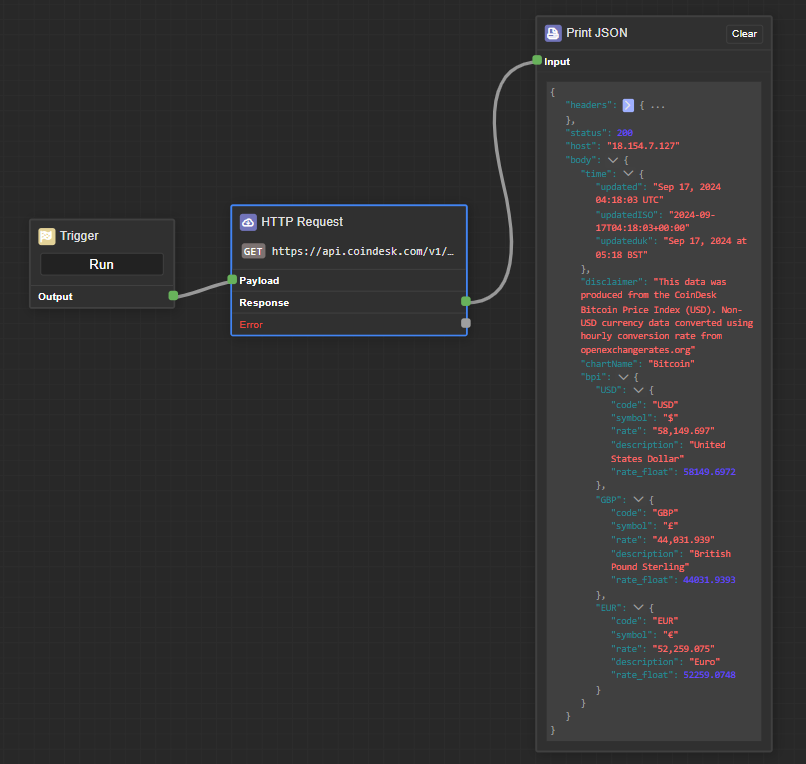 Trigger
Run
Output
HTTP Request
GET https://api.coindesk.com/v1/…
Payload
Response
Error
Print JSON
Clear
Input
{
"headers": { ...
},
"status": 200
"host": "18.154.7.127"
"body": {
"time": {
"updated": "Sep 17, 2024
04:18:03 UTC"
"updatedISO": "2024-09-
17T04:18:03+00:00"
"updateduk": "Sep 17, 2024 at
05:18 BST"
},
"disclaimer": "This data was
produced from the CoinDesk
Bitcoin Price Index (USD). Non-
USD currency data converted using
hourly conversion rate from
openexchangerates.org"
"chartName": "Bitcoin"
"bpi": {
"USD": {
"code": "USD"
"symbol": "$"
"rate": "58,149.697"
"description": "United
States Dollar"
"rate_float": 58149.6972
},
"GBP": {
"code": "GBP"
"symbol": "£"
"rate": "44,031.939"
"description": "British
Pound Sterling"
"rate_float": 44031.9393
},
"EUR": {
"code": "EUR"
"symbol": "€"
"rate": "52,259.075"
"description": "Euro"
"rate_float": 52259.0748
}
}
}
}